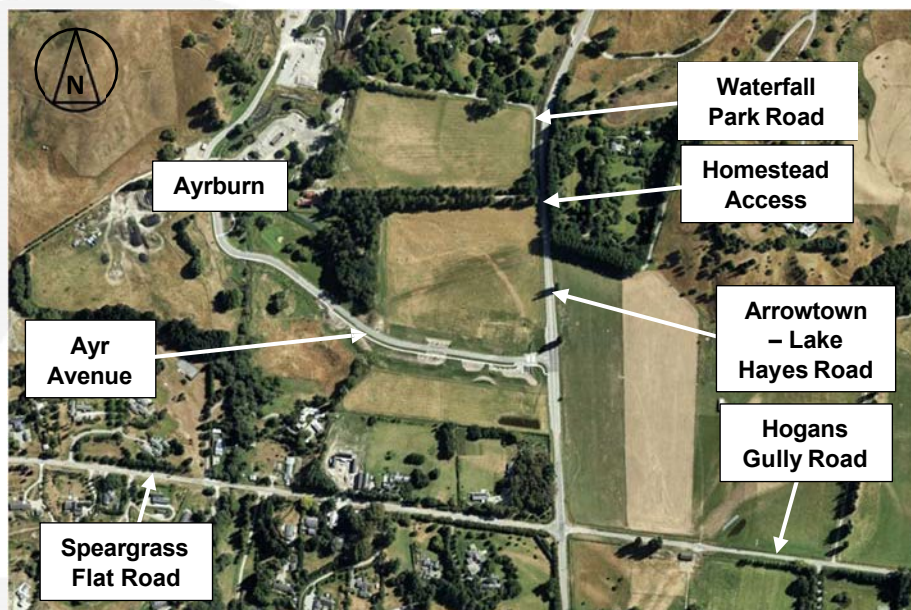 N
Waterfall
Park Road
Ayrburn
Homestead
Access
Ayr
Avenue
Arrowtown
– Lake
Hayes Road
Hogans
Gully Road
Speargrass
Flat Road